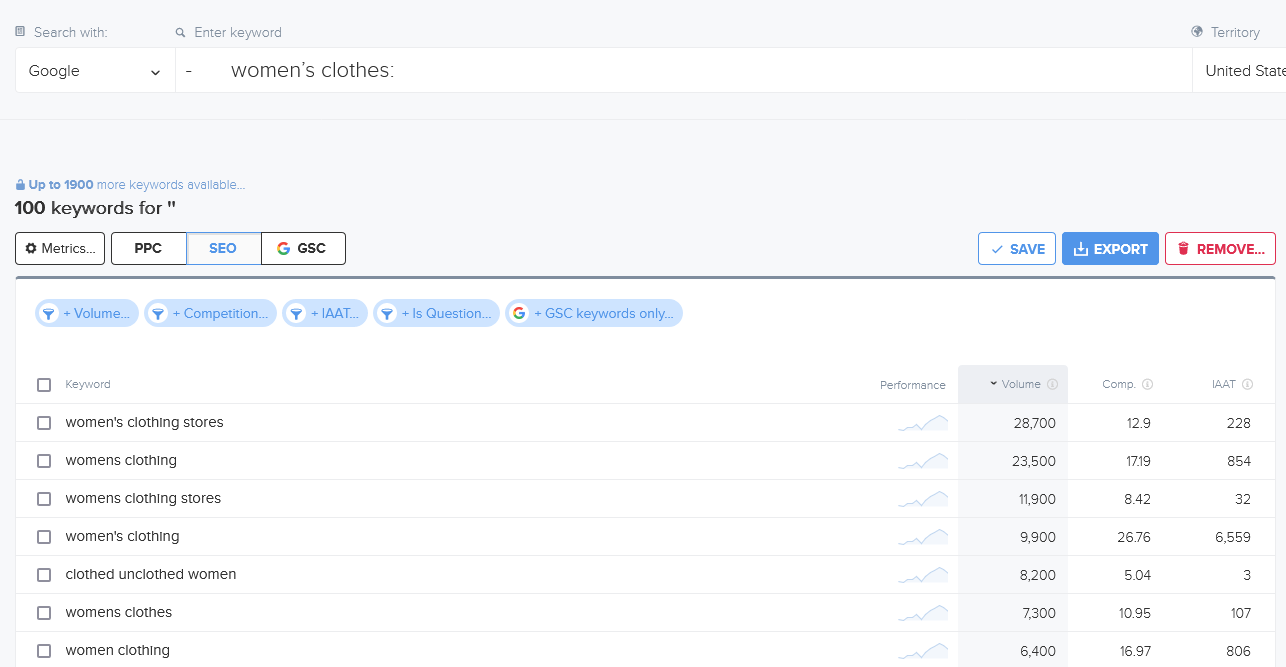 Search with:
Enter keyword
Territory
Google
- women’s clothes:
United State
Up to 1900 more keywords available...
100 keywords for "
Metrics...
PPC
SEO
GSC
SAVE
EXPORT
REMOVE...
+ Volume...
+ Competition...
+ IAAT...
+ Is Question...
+ GSC keywords only...
Keyword Performance Volume Comp. IAAT
women's clothing stores 28,700 12.9 228
womens clothing 23,500 17.19 854
womens clothing stores 11,900 8.42 32
women's clothing 9,900 26.76 6,559
clothed unclothed women 8,200 5.04 3
womens clothes 7,300 10.95 107
women clothing 6,400 16.97 806